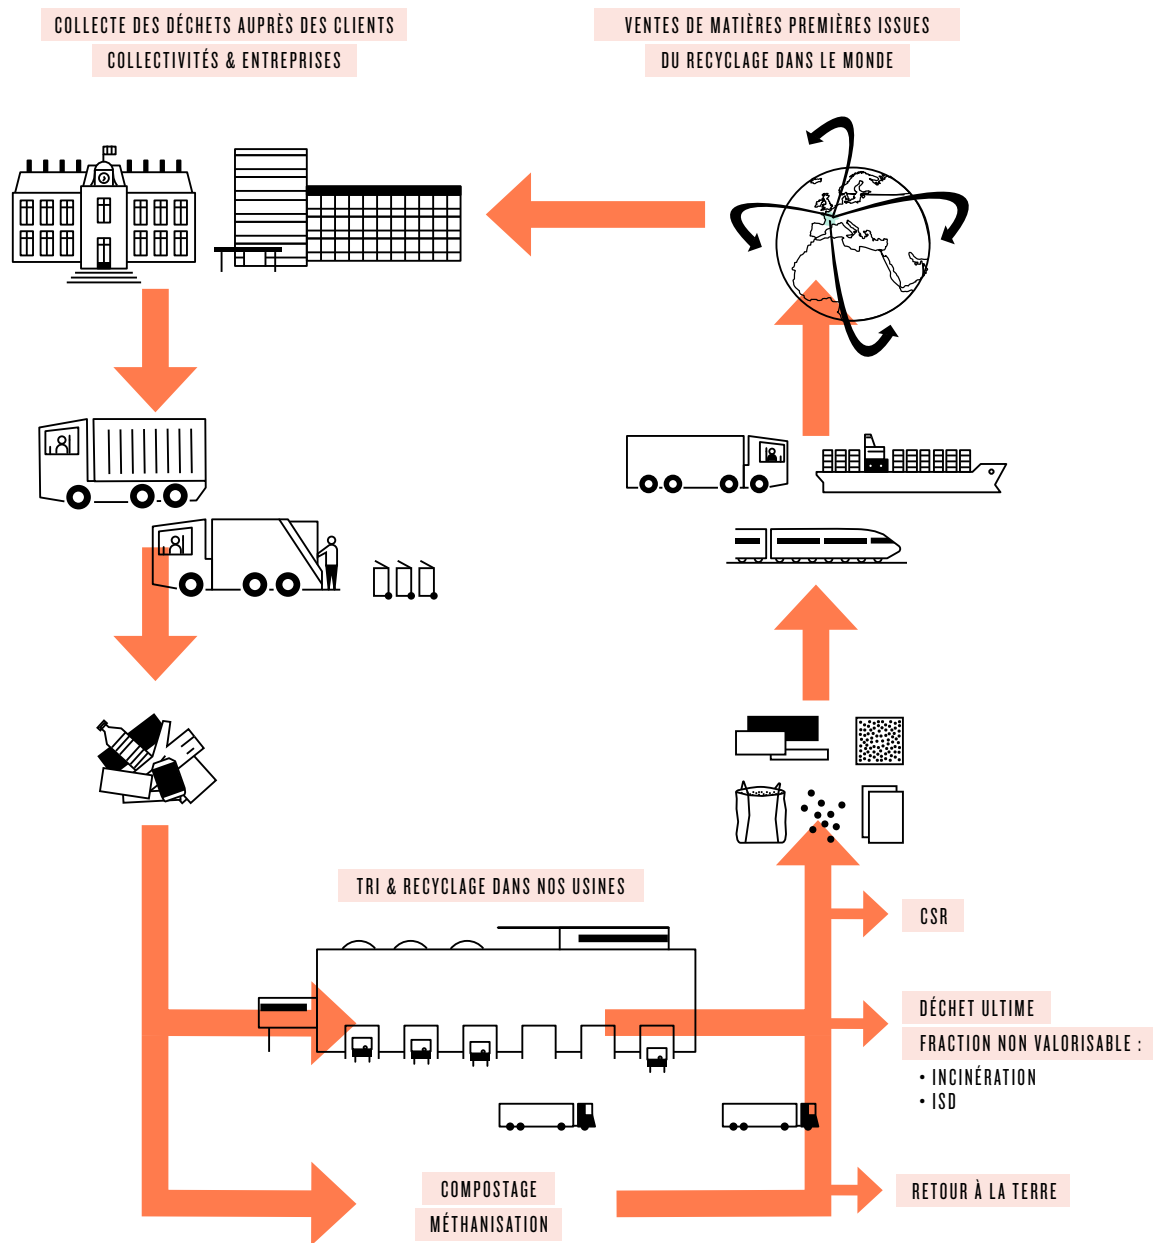 COLLECTE DES DÉCHETS AUPRÈS DES CLIENTS
COLLECTIVITÉS & ENTREPRISES
VENTES DE MATIÈRES PREMIÈRES ISSUES
DU RECYCLAGE DANS LE MONDE
TRI & RECYCLAGE DANS NOS USINES
CSR
DÉCHET ULTIME
FRACTION NON VALORISABLE :
• INCINÉRATION
• ISD
COMPOSTAGE
MÉTHANISATION
RETOUR À LA TERRE